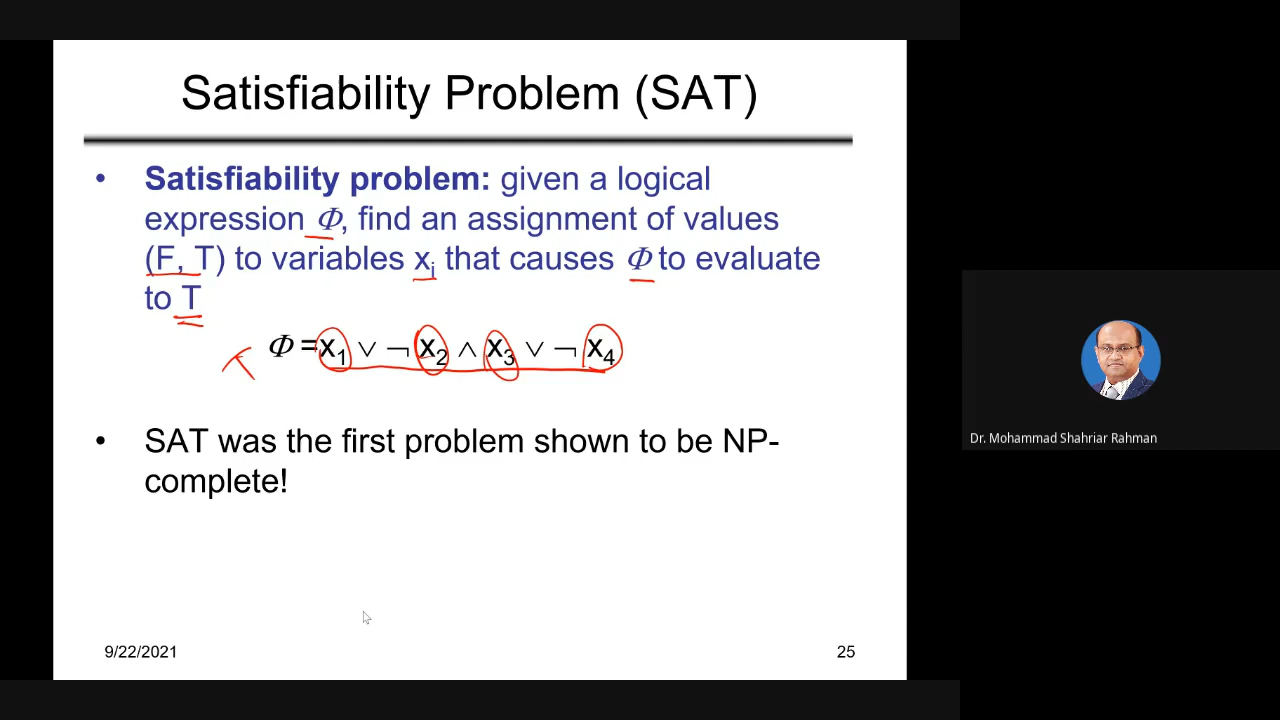 Satisfiability Problem (SAT)
• Satisfiability problem: given a logical
expression Φ, find an assignment of values
(F, T) to variables xi that causes Φ to evaluate
to T
Φ = x1 ∨ ¬ x2 ∧ x3 ∨ ¬ x4
T
• SAT was the first problem shown to be NP-
complete!
9/22/2021
25
Dr. Mohammad Shahriar Rahman